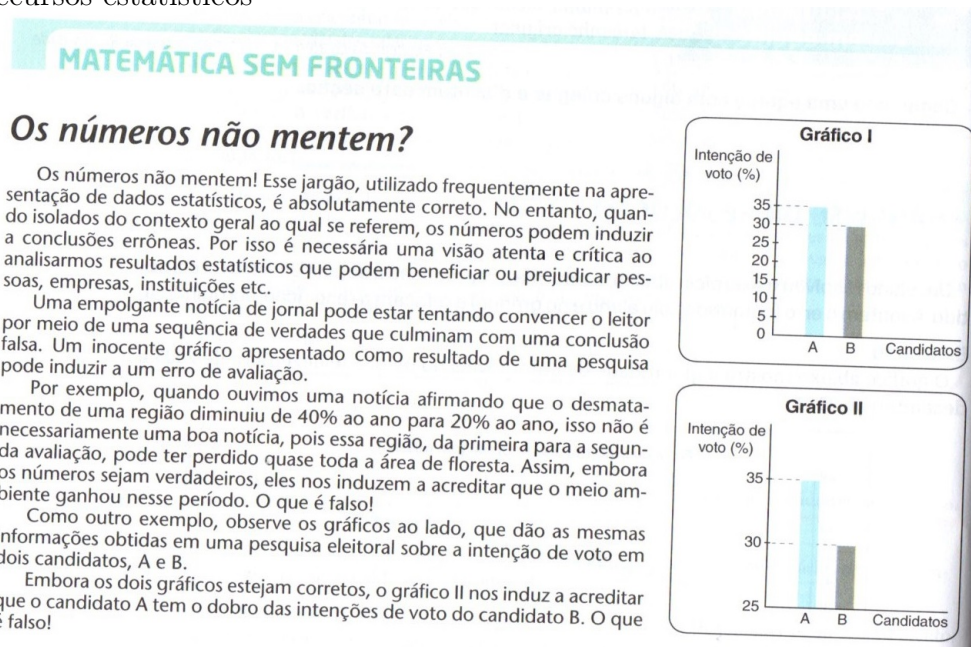 recursos estatísticos
MATEMÁTICA SEM FRONTEIRAS
Os números não mentem?
Os números não mentem! Esse jargão, utilizado frequentemente na apre-
sentação de dados estatísticos, é absolutamente correto. No entanto, quan-
do isolados do contexto geral ao qual se referem, os números podem induzir
a conclusões errôneas. Por isso é necessária uma visão atenta e crítica ao
analisarmos resultados estatísticos que podem beneficiar ou prejudicar pes-
soas, empresas, instituições etc.
Uma empolgante notícia de jornal pode estar tentando convencer o leitor
por meio de uma sequência de verdades que culminam com uma conclusão
falsa. Um inocente gráfico apresentado como resultado de uma pesquisa
pode induzir a um erro de avaliação.
Por exemplo, quando ouvimos uma notícia afirmando que o desmata-
mento de uma região diminuiu de 40% ao ano para 20% ao ano, isso não é
necessariamente uma boa notícia, pois essa região, da primeira para a segun-
da avaliação, pode ter perdido quase toda a área de floresta. Assim, embora
os números sejam verdadeiros, eles nos induzem a acreditar que o meio am-
biente ganhou nesse período. O que é falso!
Como outro exemplo, observe os gráficos ao lado, que dão as mesmas
informações obtidas em uma pesquisa eleitoral sobre a intenção de voto em
dois candidatos, A e B.
Embora os dois gráficos estejam corretos, o gráfico II nos induz a acreditar
que o candidato A tem o dobro das intenções de voto do candidato B. O que
é falso!
Gráfico I
Intenção de
voto (%)
35
30
25
20
15
10
5
0
A B Candidatos
Gráfico II
Intenção de
voto (%)
35
30
25
A B Candidatos